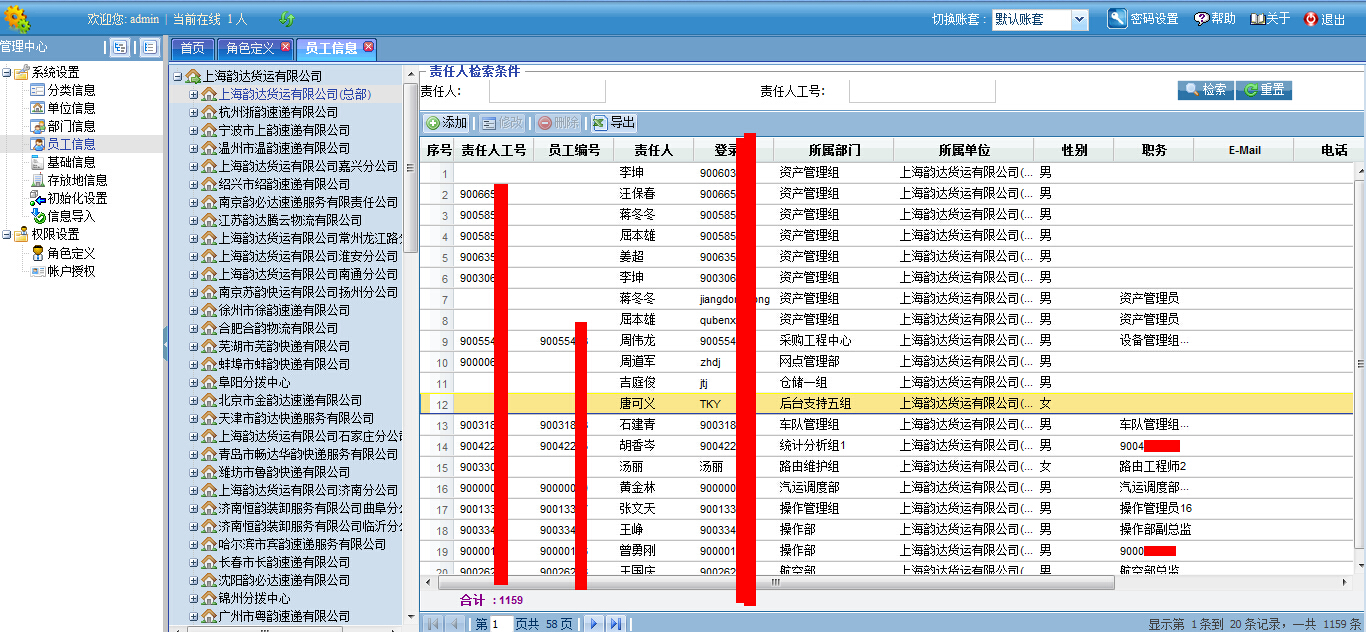 欢迎您: admin | 当前在线 1 人
切换账套: 默认账套 密码设置 帮助 关于 退出
管理中心
首页 角色定义 员工信息
系统设置
分类信息
单位信息
部门信息
员工信息
基础信息
存放地信息
初始化设置
信息导入
权限设置
角色定义
帐户授权
上海韵达货运有限公司
上海韵达货运有限公司(总部)
杭州浙韵速递有限公司
宁波市上韵速递有限公司
温州市温韵速递有限公司
上海韵达货运有限公司嘉兴分公司
绍兴市绍韵速递有限公司
南京韵必达速递服务有限责任公司
江苏韵达腾云物流有限公司
上海韵达货运有限公司常州龙江路
上海韵达货运有限公司淮安分公司
上海韵达货运有限公司南通分公司
南京苏韵快运有限公司扬州分公司
徐州市徐韵速递有限公司
合肥合韵物流有限公司
芜湖市芜韵快递有限公司
蚌埠市蚌韵快递有限公司
阜阳分拨中心
北京市金韵达速递有限公司
天津市韵达快递服务有限公司
上海韵达货运有限公司石家庄分公
青岛市畅达华韵快递服务有限公司
潍坊市鲁韵快递有限公司
上海韵达货运有限公司济南分公司
济南恒韵装卸服务有限公司曲阜分
济南恒韵装卸服务有限公司临沂分
哈尔滨市宾韵速递服务有限公司
长春市长韵速递有限公司
沈阳韵必达速递有限公司
锦州分拨中心
广州市粤韵速递有限公司
责任人检索条件
责任人: 责任人工号: 检索 重置
添加 修改 删除 导出
序号 责任人工号 员工编号 责任人 登录 所属部门 所属单位 性别 职务 E-Mail 电话
1 李坤 900603 资产管理组 上海韵达货运有限公司(... 男
2 90066 汪保春 900665 资产管理组 上海韵达货运有限公司(... 男
3 90058 蒋冬冬 900585 资产管理组 上海韵达货运有限公司(... 男
4 90058 屈本雄 900585 资产管理组 上海韵达货运有限公司(... 男
5 90063 姜超 900635 资产管理组 上海韵达货运有限公司(... 男
6 90030 李坤 900306 资产管理组 上海韵达货运有限公司(... 男
7 蒋冬冬 jiangdo ng 资产管理组 上海韵达货运有限公司(... 男 资产管理员
8 屈本雄 qubenx 资产管理组 上海韵达货运有限公司(... 男 资产管理员
9 90055 90055 周伟龙 900554 采购工程中心 上海韵达货运有限公司(... 男 设备管理组...
10 90000 周道军 zhdj 网点管理部 上海韵达货运有限公司(... 男
11 吉庭俊 jtj 仓储一组 上海韵达货运有限公司(... 男
12 唐可义 TKY 后台支持五组 上海韵达货运有限公司(... 女
13 90031 90031 石建青 900318 车队管理组 上海韵达货运有限公司(... 男 车队管理组...
14 90042 90042 胡香岑 900422 统计分析组1 上海韵达货运有限公司(... 男 9004
15 90033 汤丽 汤丽 路由维护组 上海韵达货运有限公司(... 女 路由工程师2
16 90000 90000 黄金林 900000 汽运调度部 上海韵达货运有限公司(... 男 汽运调度部...
17 90013 90013 张文天 900133 操作管理组 上海韵达货运有限公司(... 男 操作管理员16
18 90033 90033 王峥 900334 操作部 上海韵达货运有限公司(... 男 操作部副总监
19 90000 90000 曾勇刚 900001 操作部 上海韵达货运有限公司(... 男 9000
20 90026 90026 王国庆 900262 航空部 上海韵达货运有限公司(... 男 航空部总监
合计 :1159
第 1 页共 58 页 显示第 1条到 20 条记录，一共 1159 条